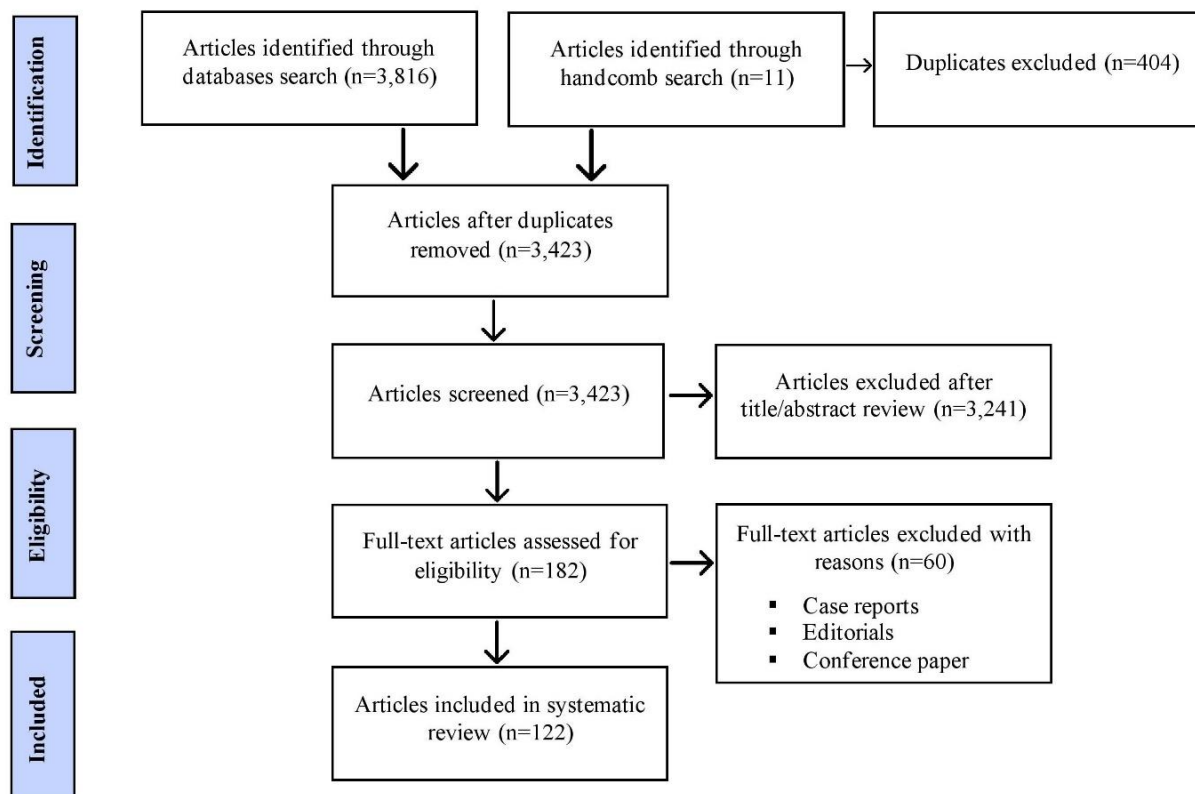 Identification
Articles identified through
databases search (n=3,816)
Articles identified through
handcomb search (n=11)
Duplicates excluded (n=404)
Articles after duplicates
removed (n=3,423)
Screening
Articles screened (n=3,423)
Articles excluded after
title/abstract review (n=3,241)
Eligibility
Full-text articles assessed for
eligibility (n=182)
Full-text articles excluded with
reasons (n=60)
▪ Case reports
▪ Editorials
▪ Conference paper
Included
Articles included in systematic
review (n=122)